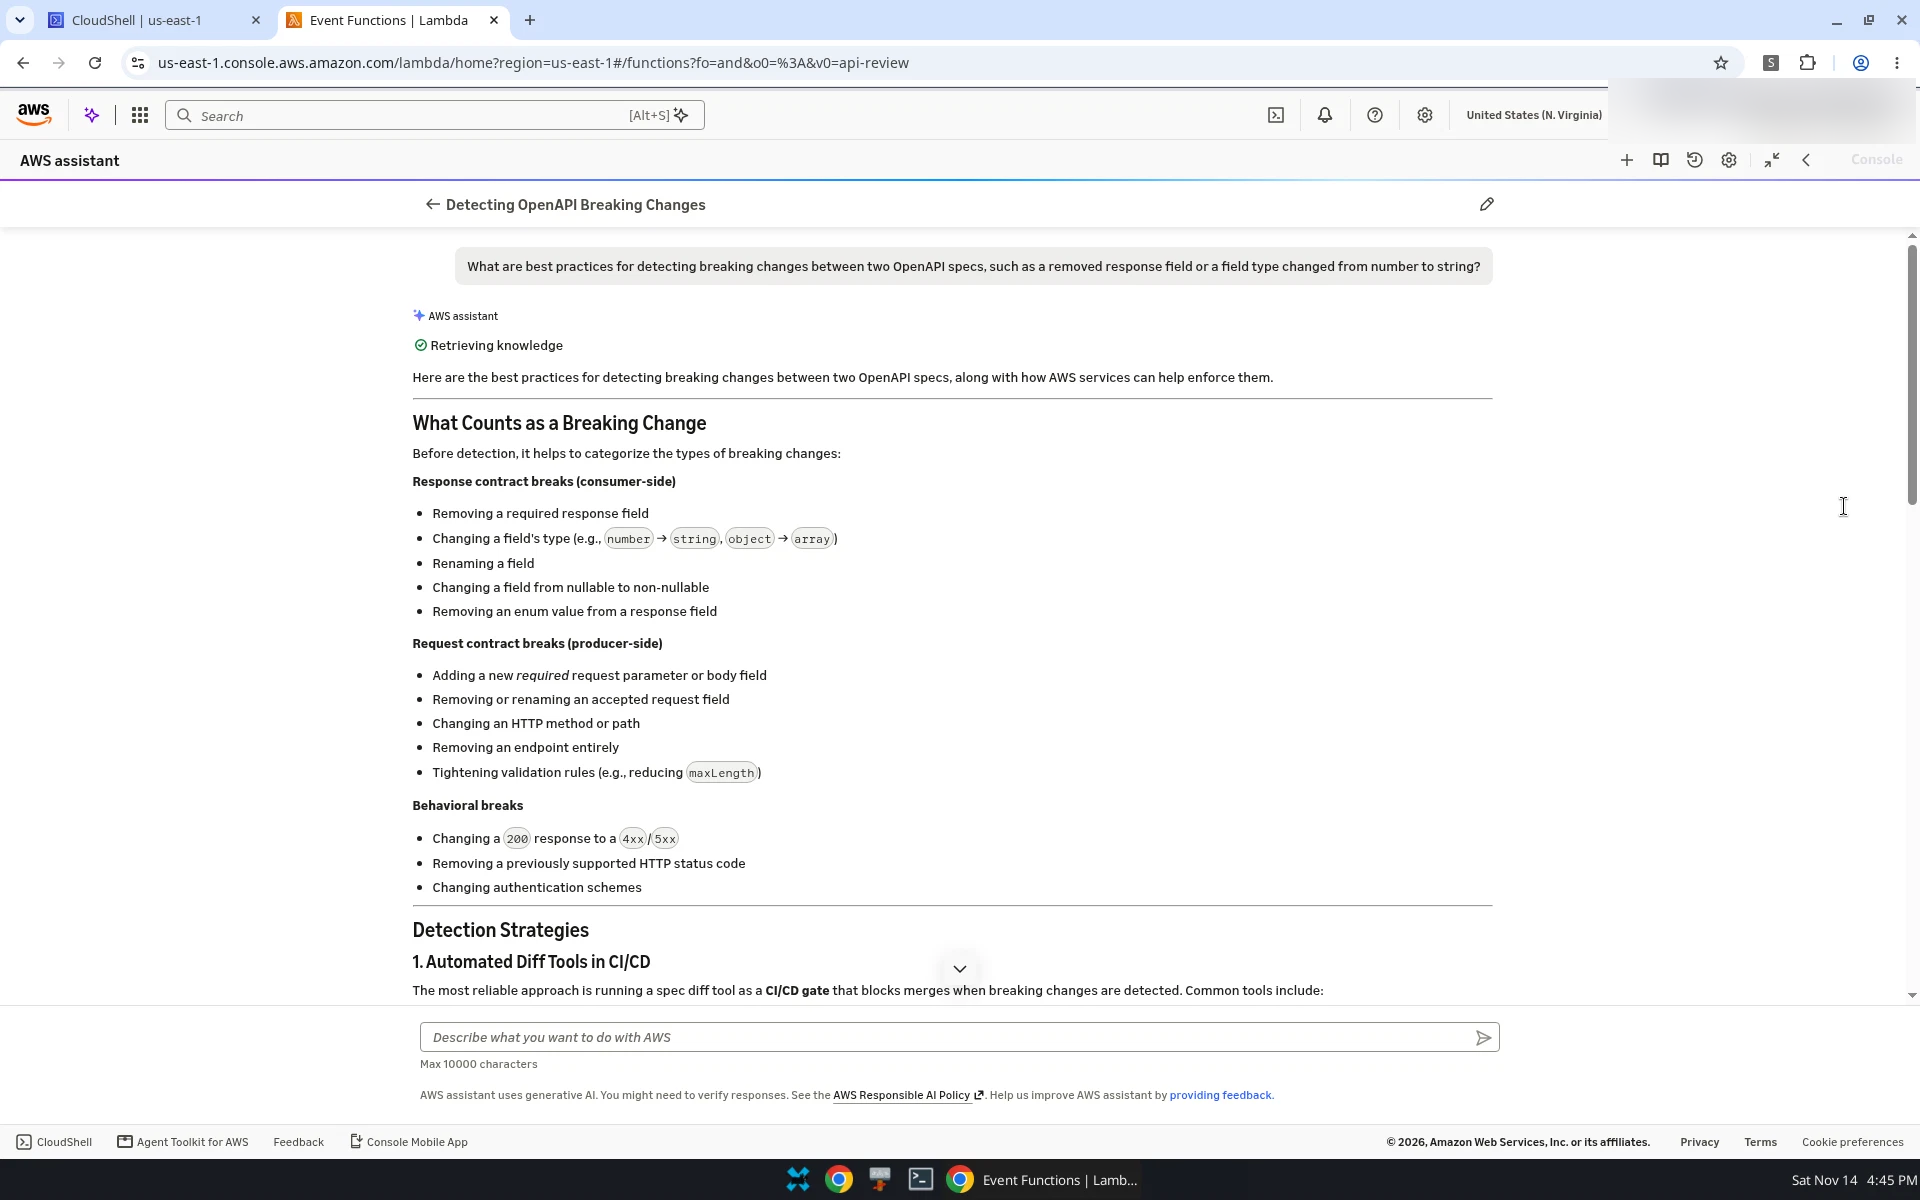 CloudShell | us-east-1
Event Functions | Lambda
us-east-1.console.aws.amazon.com/lambda/home?region=us-east-1#/functions?fo=and&o0=%3A&v0=api-review
S
aws
Search
[Alt+S]
United States (N. Virginia)
AWS assistant
Console
Detecting OpenAPI Breaking Changes
What are best practices for detecting breaking changes between two OpenAPI specs, such as a removed response field or a field type changed from number to string?
AWS assistant
Retrieving knowledge
Here are the best practices for detecting breaking changes between two OpenAPI specs, along with how AWS services can help enforce them.
What Counts as a Breaking Change
Before detection, it helps to categorize the types of breaking changes:
Response contract breaks (consumer-side)
• Removing a required response field
• Changing a field's type (e.g., number → string, object → array)
• Renaming a field
• Changing a field from nullable to non-nullable
• Removing an enum value from a response field
Request contract breaks (producer-side)
• Adding a new required request parameter or body field
• Removing or renaming an accepted request field
• Changing an HTTP method or path
• Removing an endpoint entirely
• Tightening validation rules (e.g., reducing maxLength)
Behavioral breaks
• Changing a 200 response to a 4xx/5xx
• Removing a previously supported HTTP status code
• Changing authentication schemes
Detection Strategies
1. Automated Diff Tools in CI/CD
The most reliable approach is running a spec diff tool as a CI/CD gate that blocks merges when breaking changes are detected. Common tools include:
Describe what you want to do with AWS
Max 10000 characters
AWS assistant uses generative AI. You might need to verify responses. See the AWS Responsible AI Policy. Help us improve AWS assistant by providing feedback.
CloudShell
Agent Toolkit for AWS
Feedback
Console Mobile App
© 2026, Amazon Web Services, Inc. or its affiliates.
Privacy
Terms
Cookie preferences
Event Functions | Lamb...
Sat Nov 14 4:45 PM